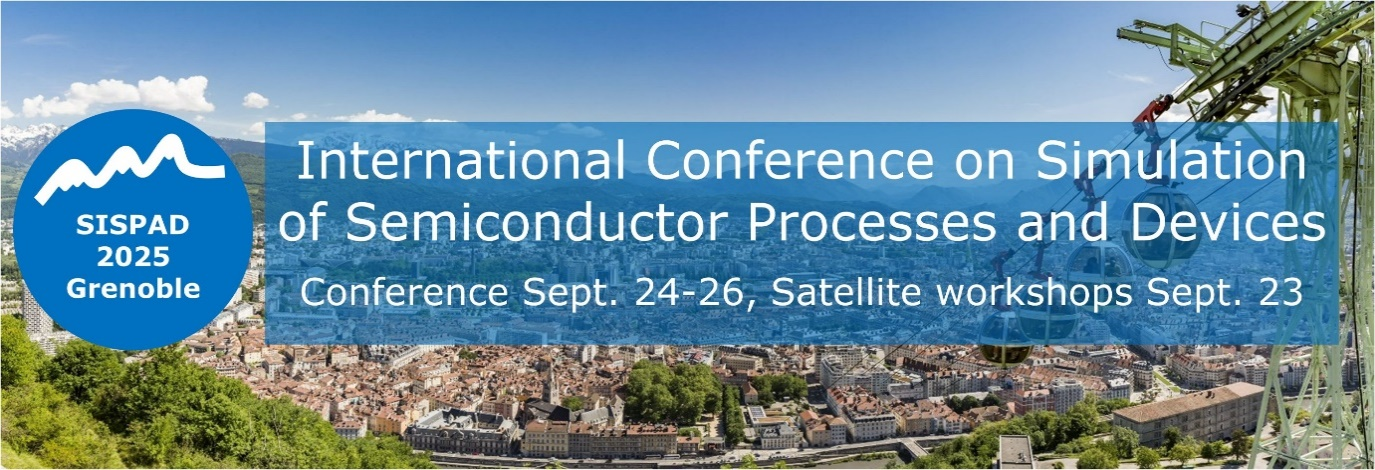 SISPAD
2025
Grenoble
International Conference on Simulation
of Semiconductor Processes and Devices
Conference Sept. 24-26, Satellite workshops Sept. 23